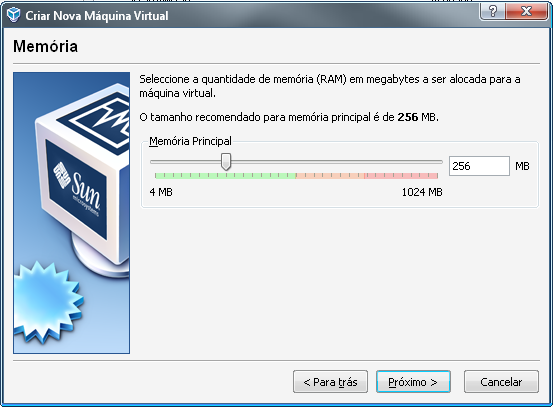 Criar Nova Máquina Virtual
Memória
Seleccione a quantidade de memória (RAM) em megabytes a ser alocada para a
máquina virtual.
O tamanho recomendado para memória principal é de 256 MB.
Memória Principal
256 MB
4 MB 1024 MB
Sun
microsystems
< Para trás Próximo > Cancelar